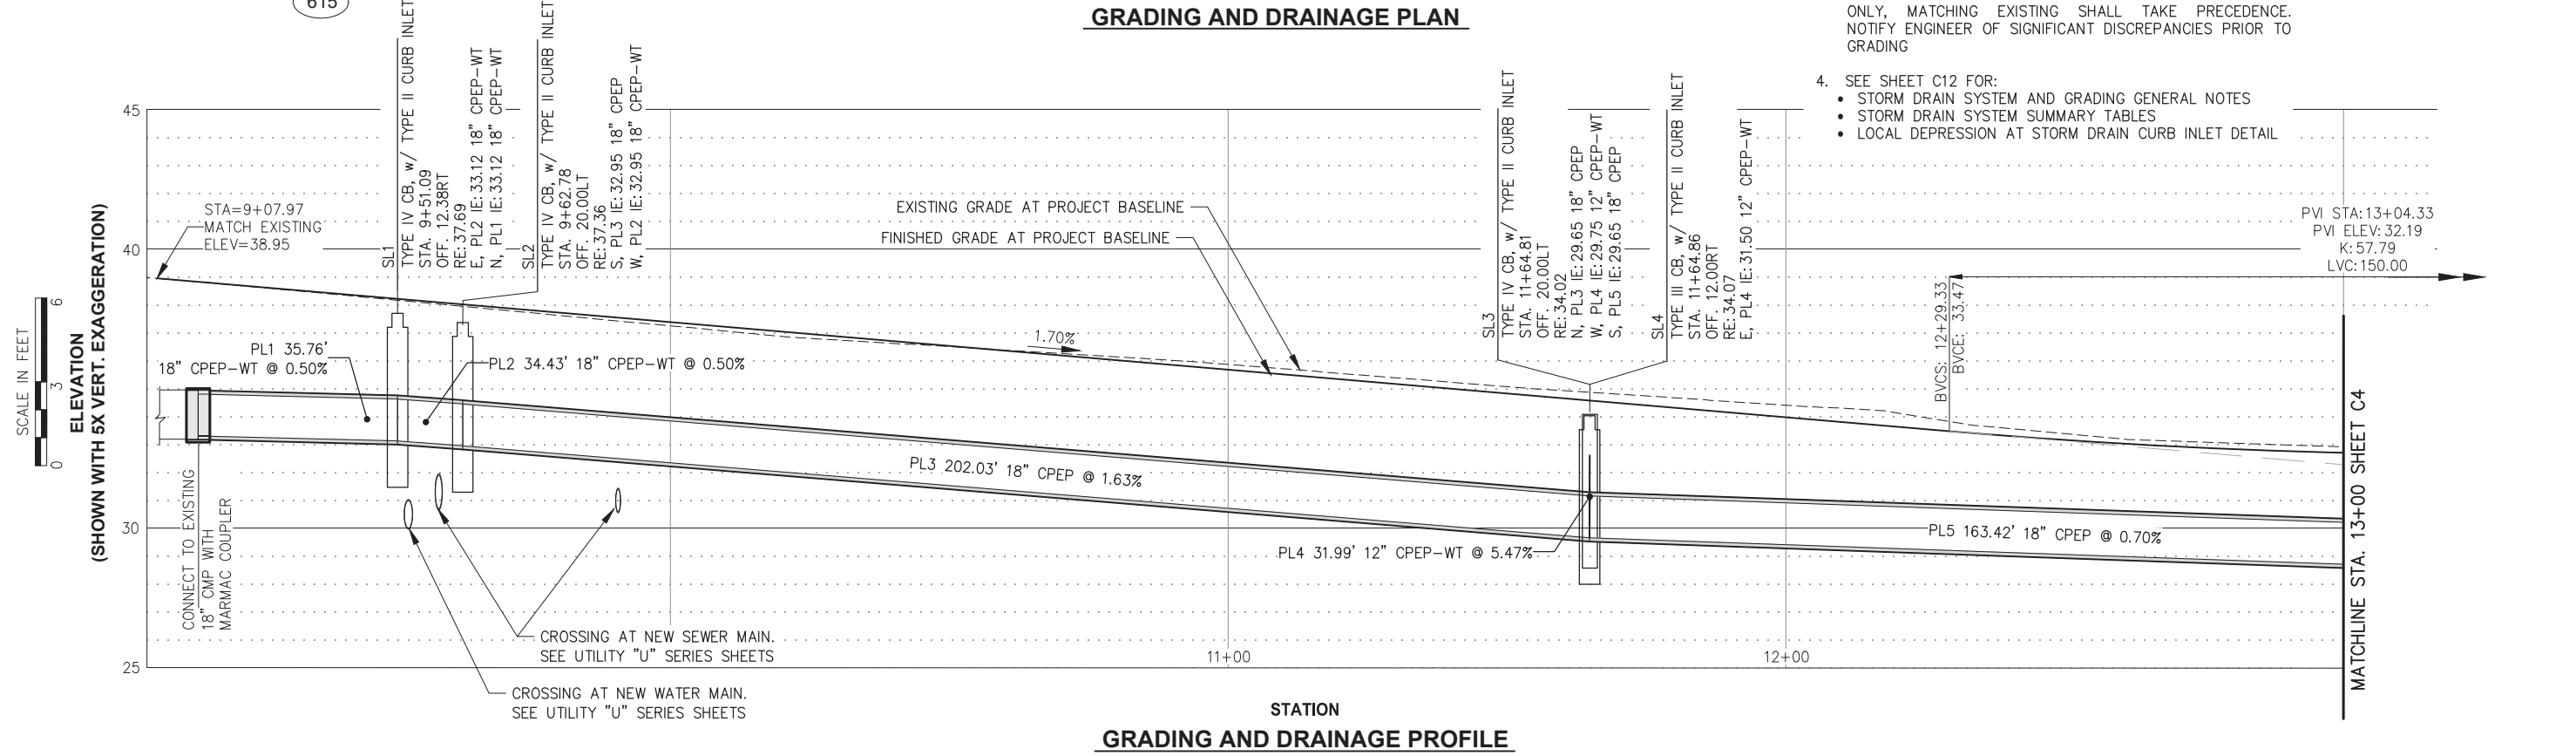 615
GRADING AND DRAINAGE PLAN
ONLY, MATCHING EXISTING SHALL TAKE PRECEDENCE.
NOTIFY ENGINEER OF SIGNIFICANT DISCREPANCIES PRIOR TO
GRADING
4. SEE SHEET C12 FOR:
• STORM DRAIN SYSTEM AND GRADING GENERAL NOTES
• STORM DRAIN SYSTEM SUMMARY TABLES
• LOCAL DEPRESSION AT STORM DRAIN CURB INLET DETAIL
SCALE IN FEET
0 3 6
ELEVATION
(SHOWN WITH 5X VERT. EXAGGERATION)
45
40
30
25
STA=9+07.97
MATCH EXISTING
ELEV=38.95
SL1
TYPE IV CB, w/ TYPE II CURB INLET
STA. 9+51.09
OFF. 12.38RT
RE:37.69
E, PL2 IE:33.12 18" CPEP-WT
N, PL1 IE:33.12 18" CPEP-WT
SL2
TYPE IV CB, w/ TYPE II CURB INLET
STA. 9+62.78
OFF. 20.00LT
RE:37.36
S, PL3 IE:32.95 18" CPEP
W, PL2 IE:32.95 18" CPEP-WT
EXISTING GRADE AT PROJECT BASELINE
FINISHED GRADE AT PROJECT BASELINE
SL3
TYPE IV CB, w/ TYPE II CURB INLET
STA. 11+64.81
OFF. 20.00LT
RE:34.02
N, PL3 IE:29.65 18" CPEP
W, PL4 IE:29.75 12" CPEP-WT
S, PL5 IE:29.65 18" CPEP
SL4
TYPE III CB, w/ TYPE II CURB INLET
STA. 11+64.86
OFF. 12.00RT
RE:34.07
E, PL4 IE:31.50 12" CPEP-WT
PVI STA:13+04.33
PVI ELEV:32.19
K:57.79
LVC:150.00
BVCS: 12+29.33
BVCE: 33.47
1.70%
PL1 35.76'
18" CPEP-WT @ 0.50%
PL2 34.43' 18" CPEP-WT @ 0.50%
PL3 202.03' 18" CPEP @ 1.63%
PL4 31.99' 12" CPEP-WT @ 5.47%
PL5 163.42' 18" CPEP @ 0.70%
CONNECT TO EXISTING
18" CMP WITH
MARMAC COUPLER
CROSSING AT NEW SEWER MAIN.
SEE UTILITY "U" SERIES SHEETS
CROSSING AT NEW WATER MAIN.
SEE UTILITY "U" SERIES SHEETS
11+00
12+00
MATCHLINE STA. 13+00 SHEET C4
STATION
GRADING AND DRAINAGE PROFILE